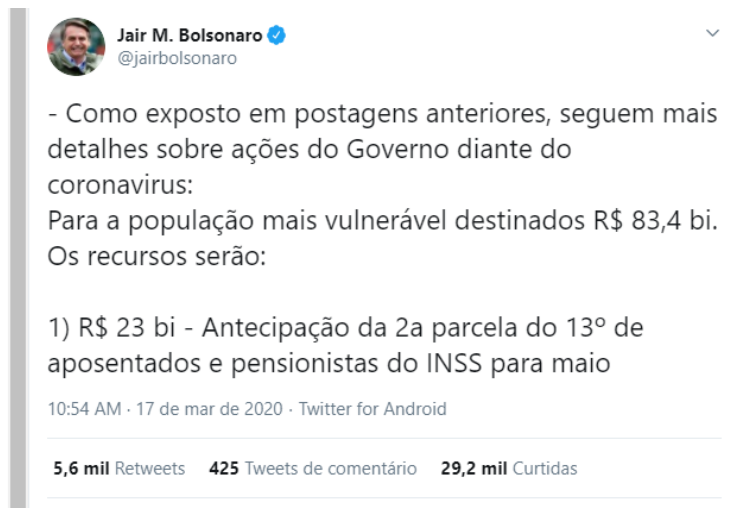 Jair M. Bolsonaro
@jairbolsonaro
- Como exposto em postagens anteriores, seguem mais
detalhes sobre ações do Governo diante do
coronavirus:
Para a população mais vulnerável destinados R$ 83,4 bi.
Os recursos serão:
1) R$ 23 bi - Antecipação da 2a parcela do 13º de
aposentados e pensionistas do INSS para maio
10:54 AM · 17 de mar de 2020 · Twitter for Android
5,6 mil Retweets 425 Tweets de comentário 29,2 mil Curtidas